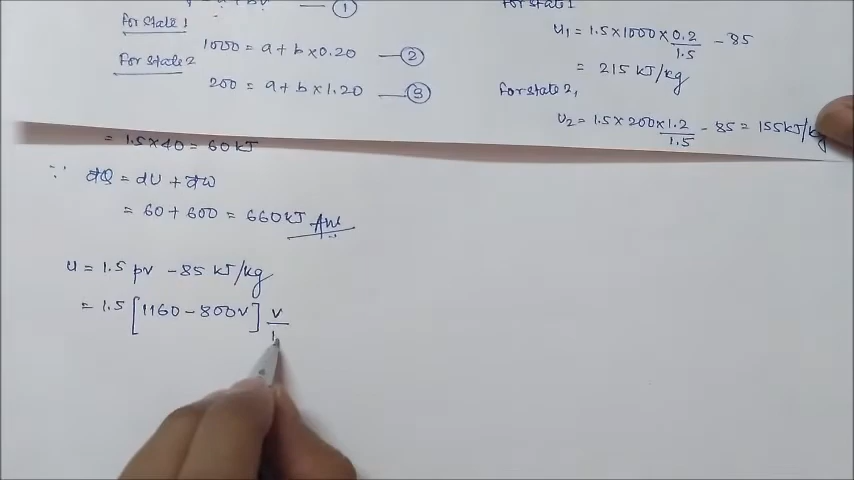 ①
For State 1
1000 = a + b × 0.20 —②
For State 2
200 = a + b × 1.20 —③
For State 1
u₁ = 1.5 × 1000 × 0.2/1.5 − 85
= 215 kJ/kg
For State 2,
u₂ = 1.5 × 200 × 1.2/1.5 − 85 = 155 kJ/kg
= 1.5 × 40 = 60 kJ
∵ đQ = dU + đW
= 60 + 600 = 660 kJ Ans
u = 1.5 pv − 85 kJ/kg
= 1.5 [1160 − 800v] v/1